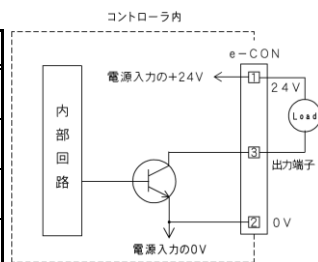 コントローラ内
e-CON
電源入力の+24V
1
24V
Load
内部回路
3
出力端子
2
0V
電源入力の0V